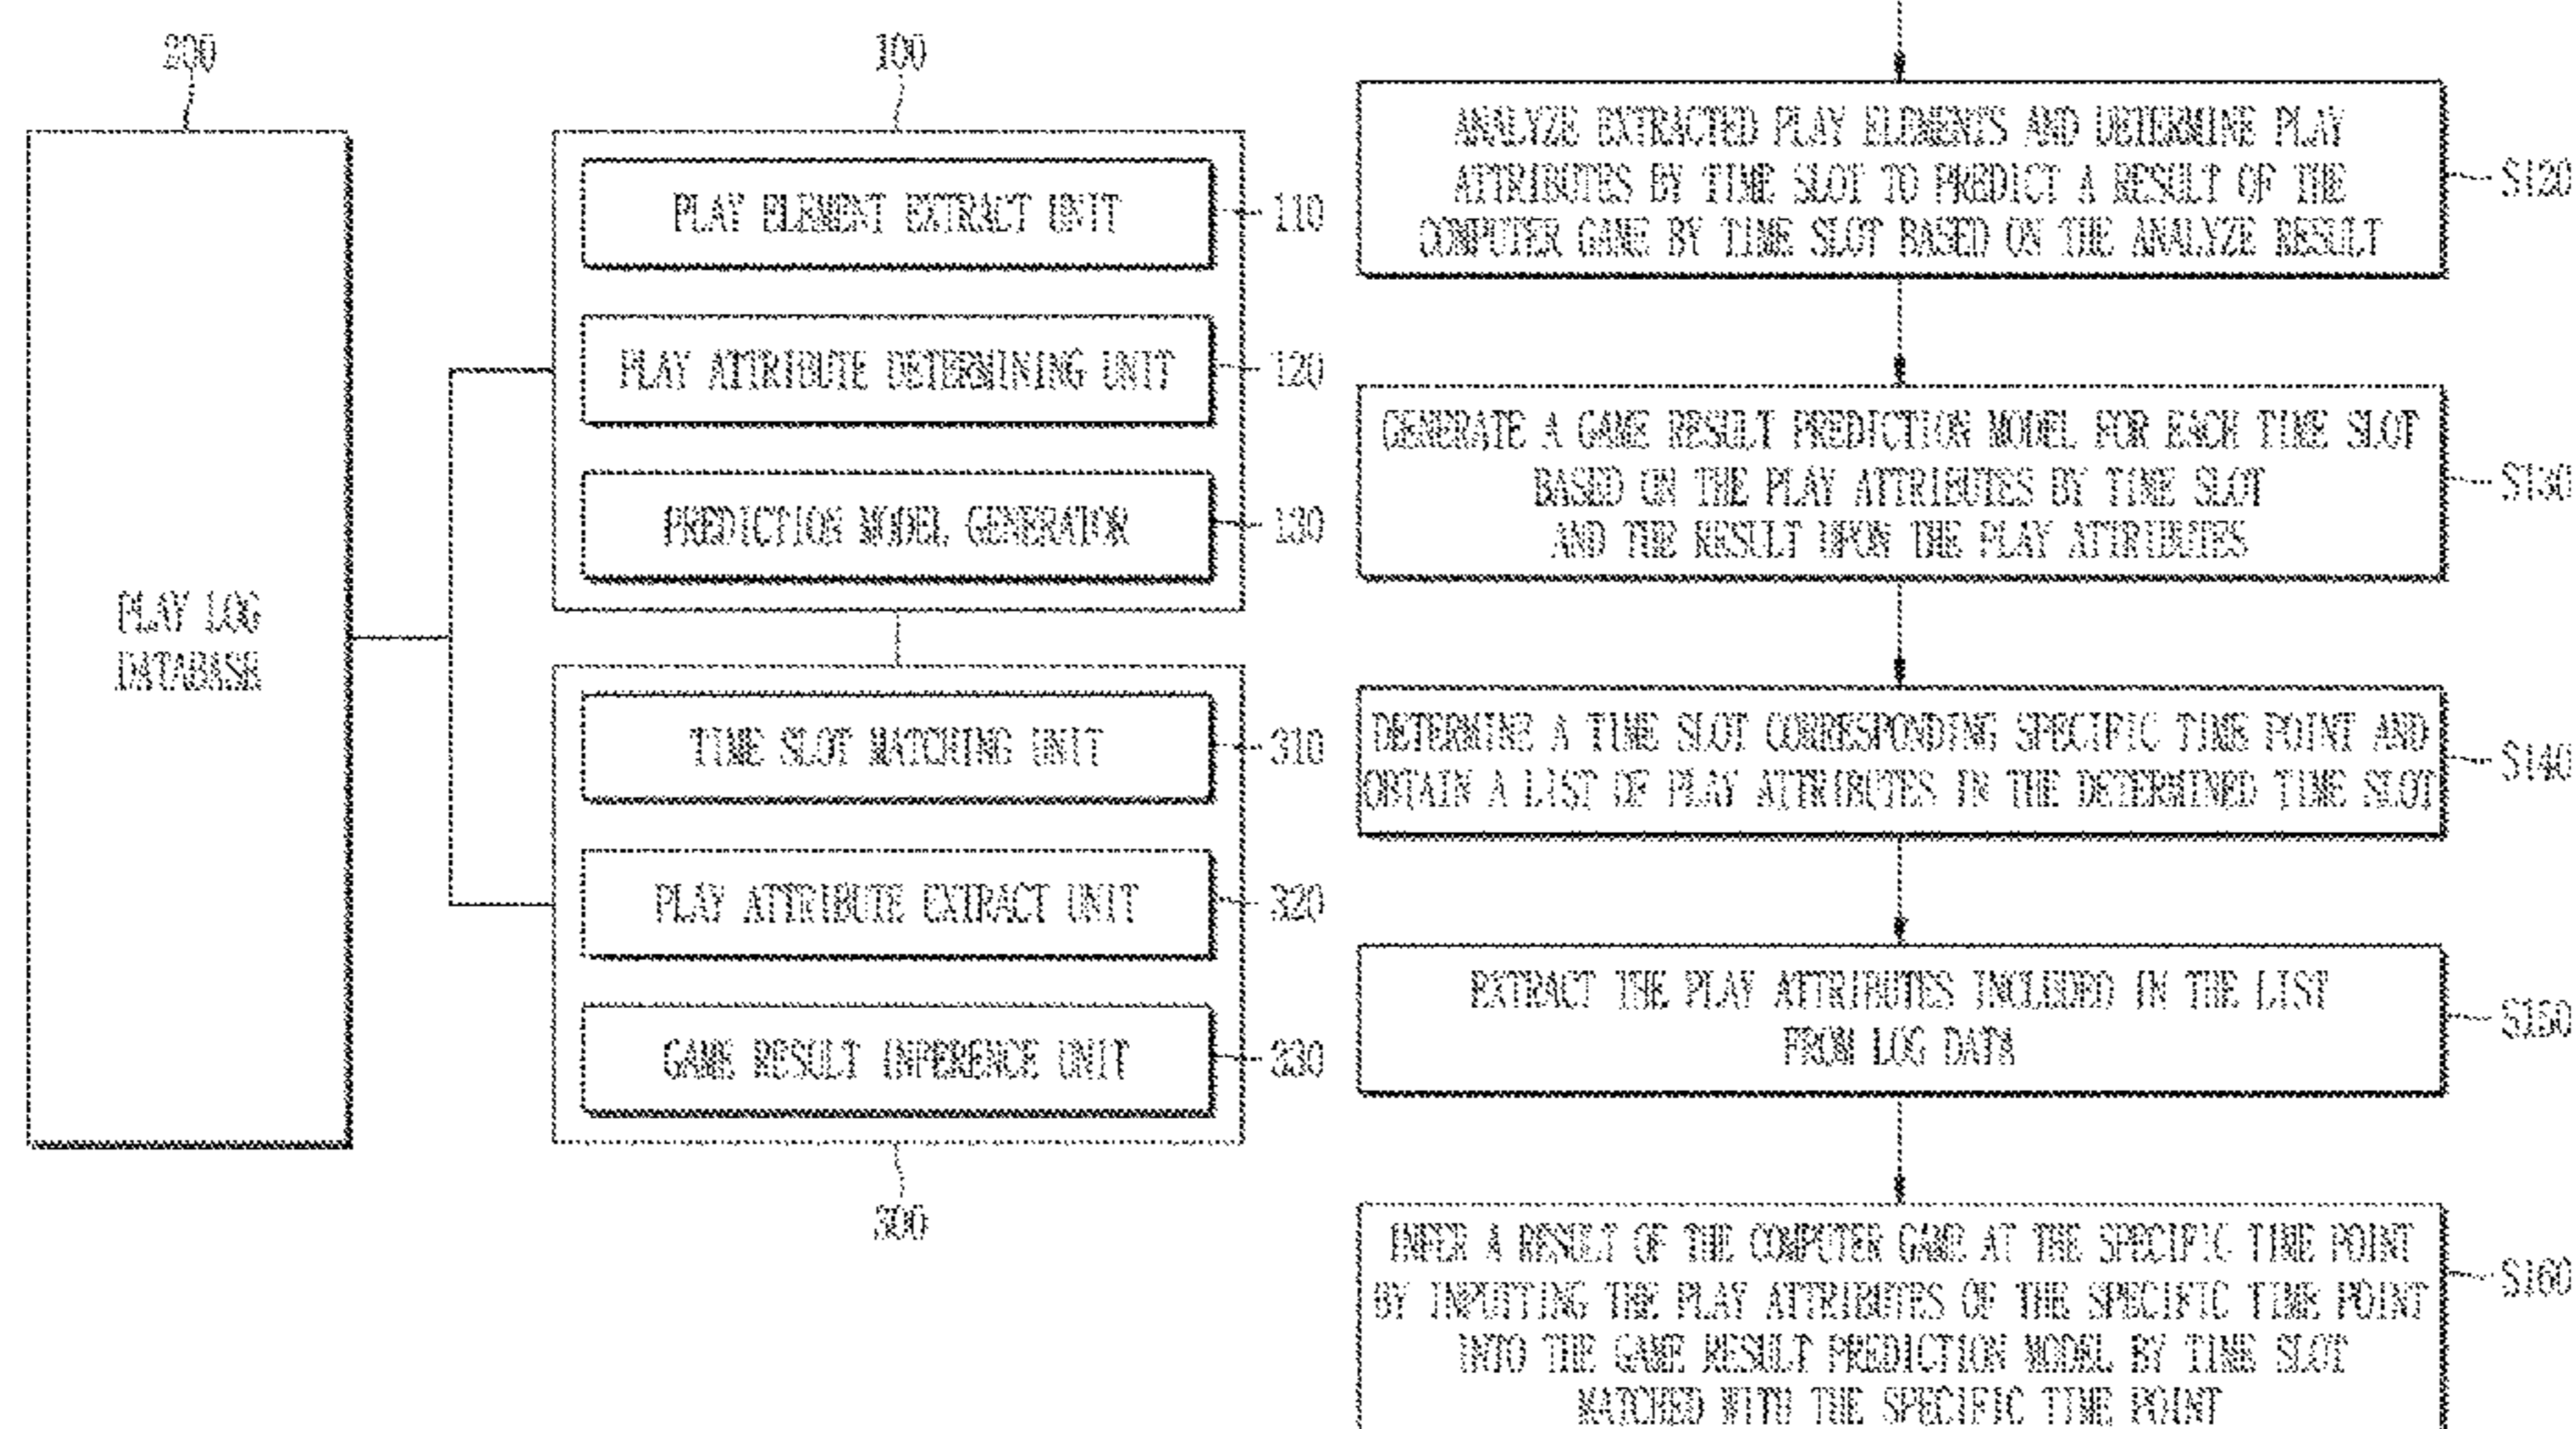 200
PLAY LOG
DATABASE
100
PLAY ELEMENT EXTRACT UNIT
110
PLAY ATTRIBUTE DETERMINING UNIT
120
PREDICTION MODEL GENERATOR
130
TIME SLOT MATCHING UNIT
310
PLAY ATTRIBUTE EXTRACT UNIT
320
GAME RESULT INFERENCE UNIT
330
300
ANALYZE EXTRACTED PLAY ELEMENTS AND DETERMINE PLAY
ATTRIBUTES BY TIME SLOT TO PREDICT A RESULT OF THE
COMPUTER GAME BY TIME SLOT BASED ON THE ANALYZE RESULT
S120
GENERATE A GAME RESULT PREDICTION MODEL FOR EACH TIME SLOT
BASED ON THE PLAY ATTRIBUTES BY TIME SLOT
AND THE RESULT UPON THE PLAY ATTRIBUTES
S130
DETERMINE A TIME SLOT CORRESPONDING SPECIFIC TIME POINT AND
OBTAIN A LIST OF PLAY ATTRIBUTES IN THE DETERMINED TIME SLOT
S140
EXTRACT THE PLAY ATTRIBUTES INCLUDED IN THE LIST
FROM LOG DATA
S150
INFER A RESULT OF THE COMPUTER GAME AT THE SPECIFIC TIME POINT
BY INPUTTING THE PLAY ATTRIBUTES OF THE SPECIFIC TIME POINT
INTO THE GAME RESULT PREDICTION MODEL BY TIME SLOT
MATCHED WITH THE SPECIFIC TIME POINT
S160